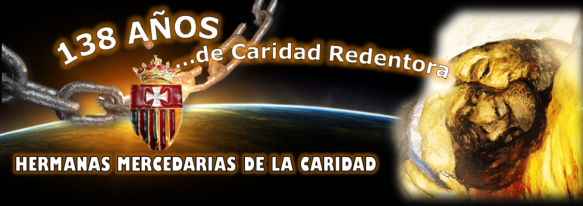 138 AÑOS
...de Caridad Redentora
HERMANAS MERCEDARIAS DE LA CARIDAD